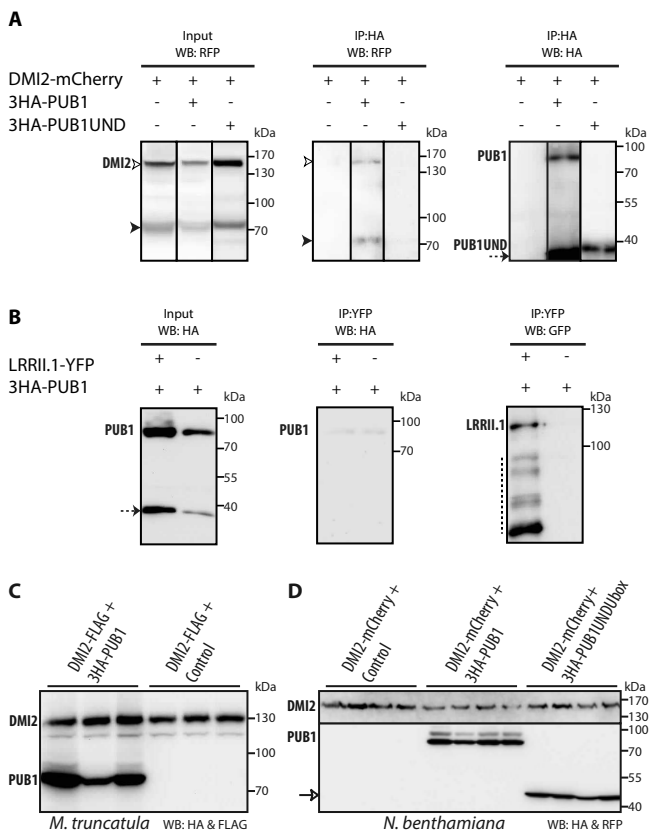 A
Input
WB: RFP
IP:HA
WB: RFP
IP:HA
WB: HA
DMI2-mCherry + + + + + + + + +
3HA-PUB1 - + - - + - - + -
3HA-PUB1UND - - + - - + - - +
kDa
kDa
kDa
DMI2
170
130
100
70
170
130
100
70
PUB1
PUB1UND
100
70
55
40
B
Input
WB: HA
IP:YFP
WB: HA
IP:YFP
WB: GFP
LRRII.1-YFP + - + - + -
3HA-PUB1 + + + + + +
kDa
kDa
kDa
PUB1
100
70
55
40
PUB1
100
70
LRRII.1
130
100
C
DMI2-FLAG +
3HA-PUB1
DMI2-FLAG +
Control
kDa
DMI2
130
100
PUB1
70
M. truncatula WB: HA & FLAG
D
DMI2-mCherry +
Control
DMI2-mCherry +
3HA-PUB1
DMI2-mCherry+
3HA-PUB1UNDUbox
kDa
DMI2
170
130
PUB1
100
70
55
40
N. benthamiana WB: HA & RFP